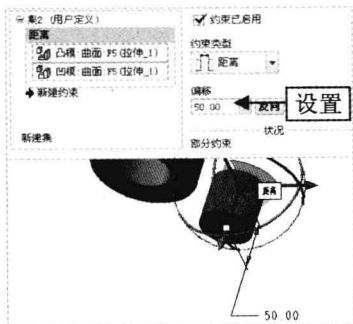 集2 (用户定义)
距离
凸模:曲面:F5(拉伸_1)
凹模:曲面:F5(拉伸_1)
新建约束
新建集
约束已启用
约束类型
距离
偏移
50.00
反向
设置
状况
部分约束
距离
50.00